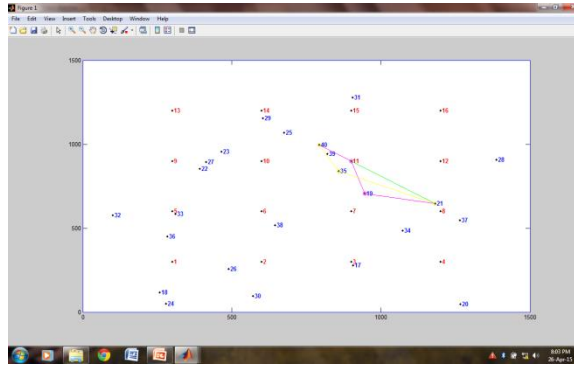 Figure 1
File Edit View Insert Tools Desktop Window Help
1500
31
13 14 15 16
29
25
1000
40
23 39
9 27 10 11 12 28
22 35
19
21
32 5 33 6 7 8
37
38 34
500
36
1 26 2 3 17 4
18
24 30 20
0
0 500 1000 1500
8:03 PM
26-Apr-15